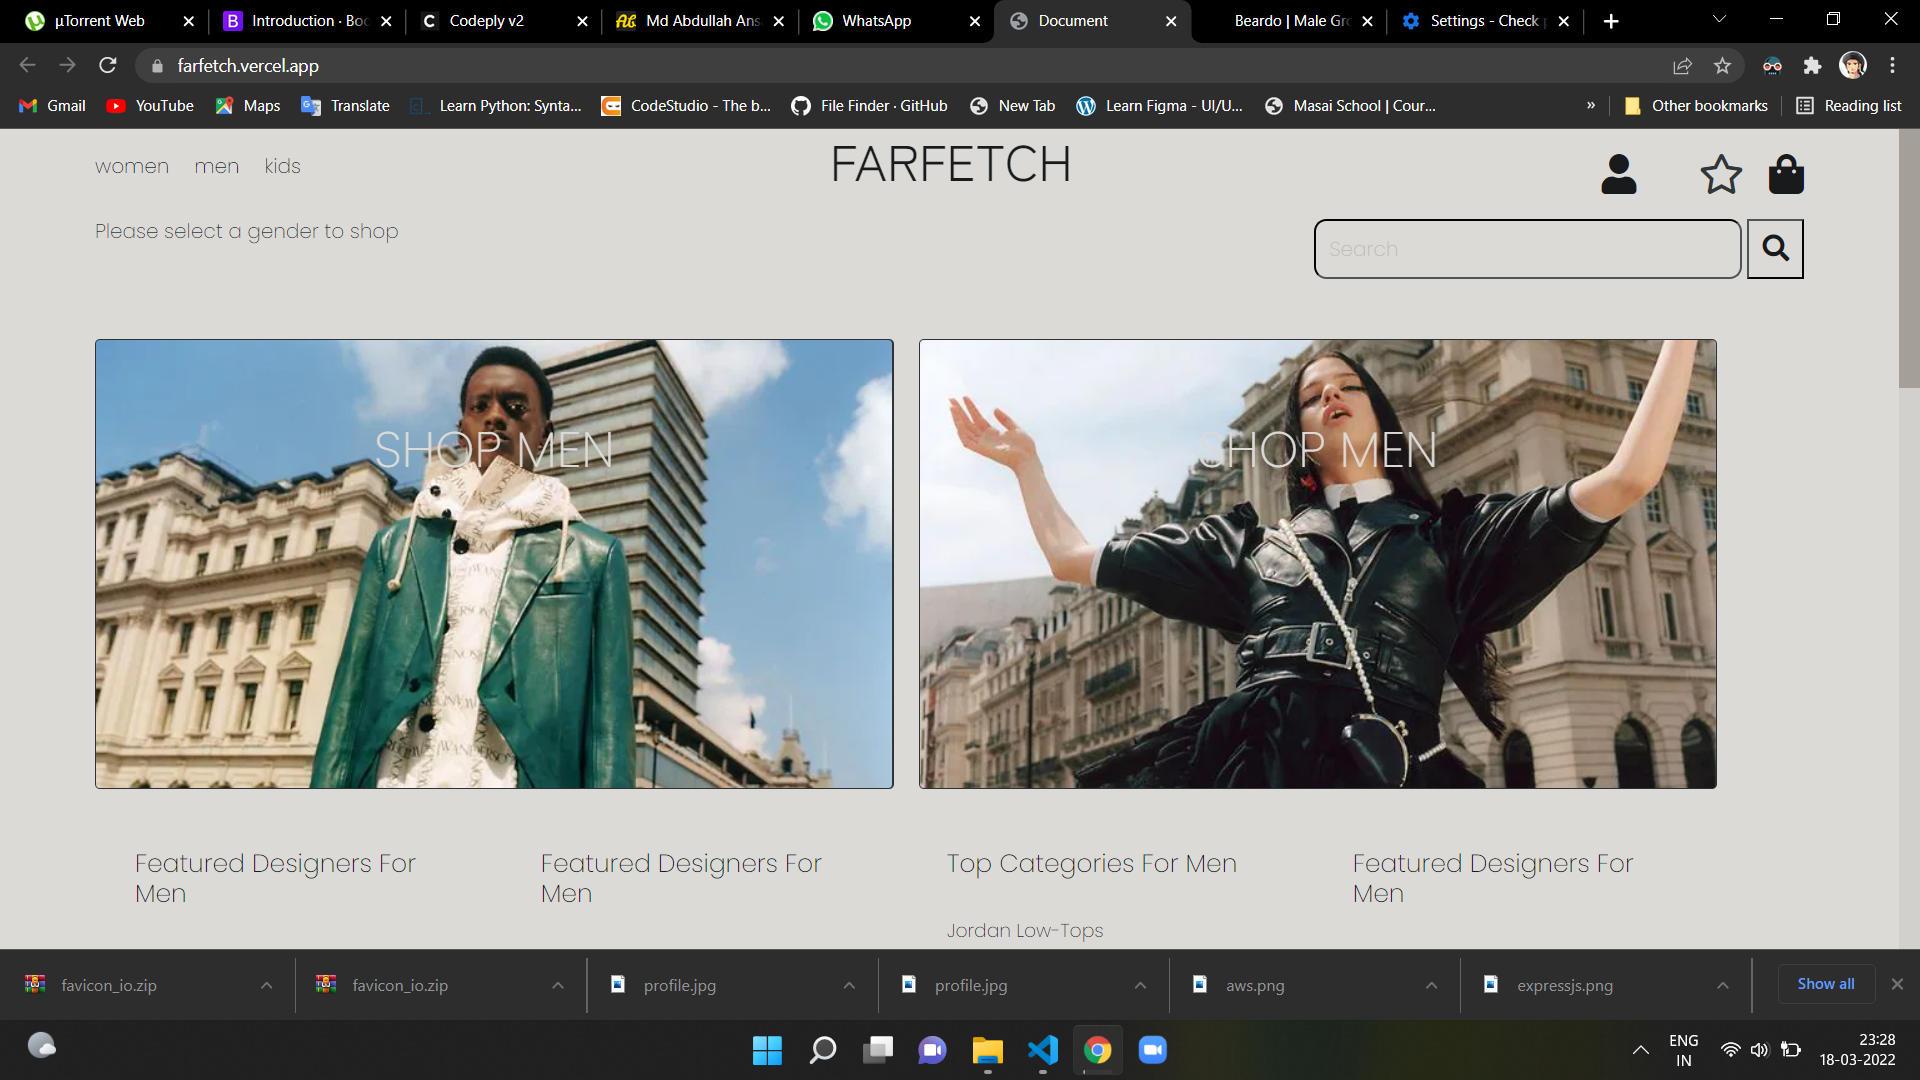 µTorrent Web
Introduction · Boo
Codeply v2
Md Abdullah Ans
WhatsApp
Document
Beardo | Male Gro
Settings - Check p
farfetch.vercel.app
Gmail
YouTube
Maps
Translate
Learn Python: Synta...
CodeStudio - The b...
File Finder · GitHub
New Tab
Learn Figma - UI/U...
Masai School | Cour...
»
Other bookmarks
Reading list
women men kids
FARFETCH
Please select a gender to shop
Search
SHOP MEN
SHOP MEN
Featured Designers For
Men
Featured Designers For
Men
Top Categories For Men
Jordan Low-Tops
Featured Designers For
Men
favicon_io.zip
favicon_io.zip
profile.jpg
profile.jpg
aws.png
expressjs.png
Show all
ENG
IN
23:28
18-03-2022